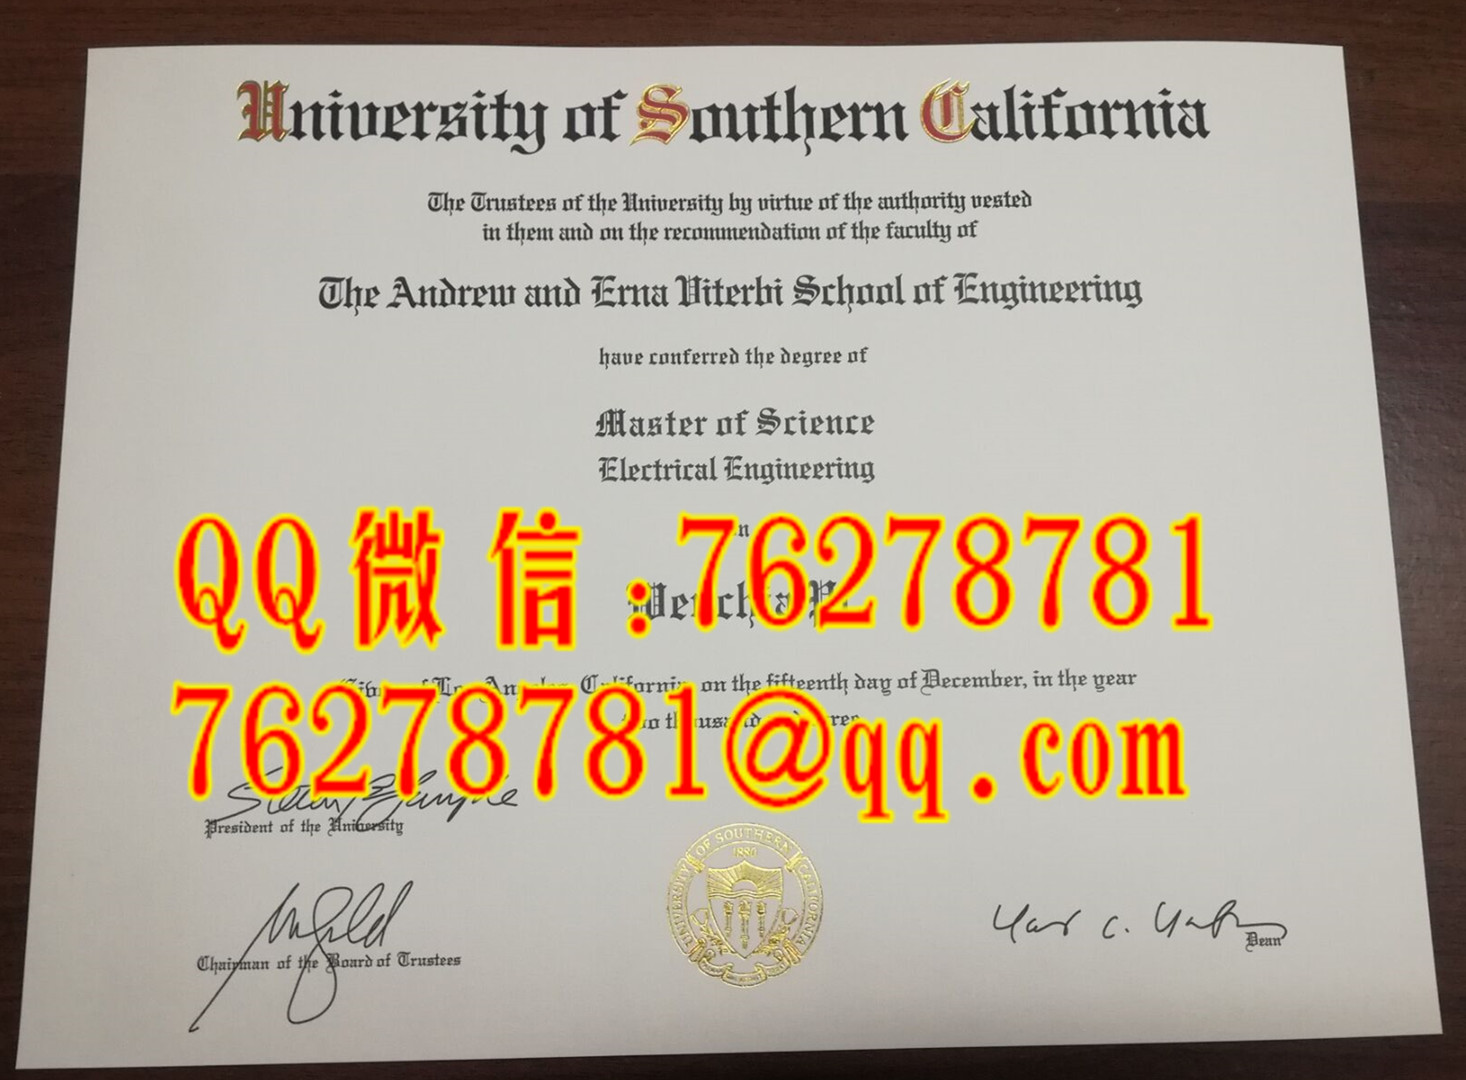 University of Southern California
The Trustees of the University by virtue of the authority vested
in them and on the recommendation of the faculty of
The Andrew and Erna Viterbi School of Engineering
have conferred the degree of
Master of Science
Electrical Engineering
QQ微信:76278781
on the fifteenth day of December, in the year
76278781@qq.com
President of the University
UNIVERSITY OF SOUTHERN CALIFORNIA
1880
Chairman of the Board of Trustees
Dean